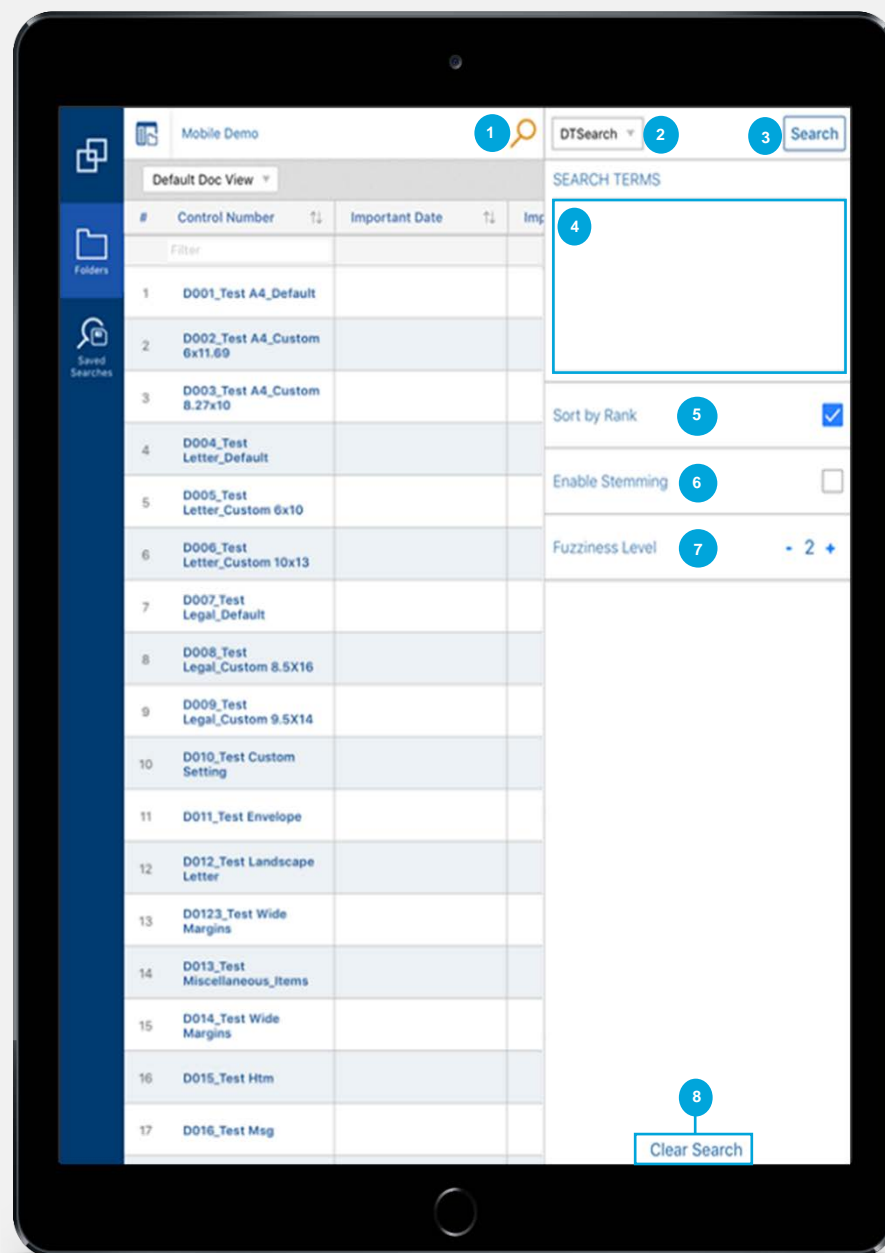 Mobile Demo
1
DTSearch
2
3
Search
Default Doc View
SEARCH TERMS
# Control Number Important Date Imp
Filter
4
Folders
Saved
Searches
1 D001_Test A4_Default
2 D002_Test A4_Custom
6x11.69
3 D003_Test A4_Custom
8.27x10
4 D004_Test
Letter_Default
5 D005_Test
Letter_Custom 6x10
6 D006_Test
Letter_Custom 10x13
7 D007_Test
Legal_Default
8 D008_Test
Legal_Custom 8.5X16
9 D009_Test
Legal_Custom 9.5X14
10 D010_Test Custom
Setting
11 D011_Test Envelope
12 D012_Test Landscape
Letter
13 D0123_Test Wide
Margins
14 D013_Test
Miscellaneous_Items
15 D014_Test Wide
Margins
16 D015_Test Htm
17 D016_Test Msg
Sort by Rank 5
Enable Stemming 6
Fuzziness Level 7 - 2 +
8
Clear Search